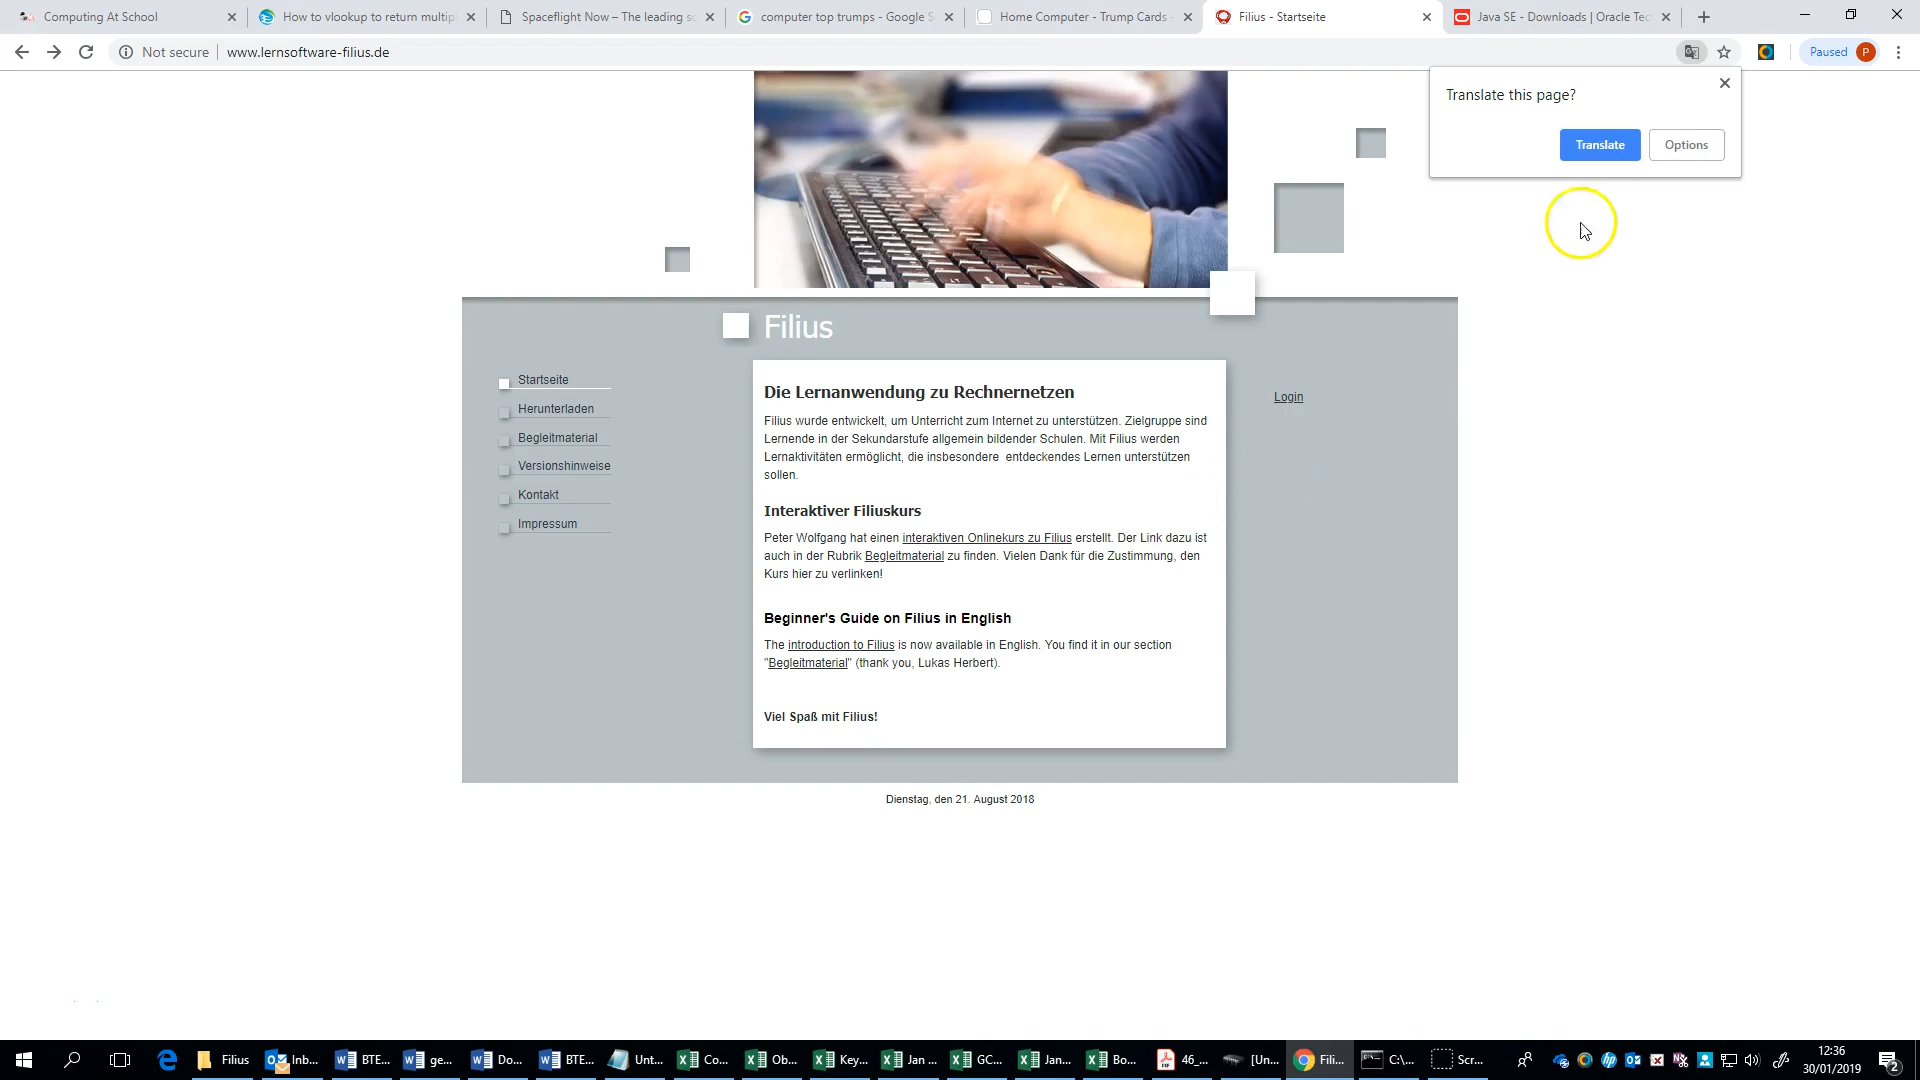 Computing At School
How to vlookup to return multipl
Spaceflight Now – The leading so
computer top trumps - Google S
Home Computer - Trump Cards -
Filius - Startseite
Java SE - Downloads | Oracle Tec
Not secure
www.lernsoftware-filius.de
Paused
P
Translate this page?
Translate
Options
Filius
Startseite
Herunterladen
Begleitmaterial
Versionshinweise
Kontakt
Impressum
Die Lernanwendung zu Rechnernetzen
Filius wurde entwickelt, um Unterricht zum Internet zu unterstützen. Zielgruppe sind
Lernende in der Sekundarstufe allgemein bildender Schulen. Mit Filius werden
Lernaktivitäten ermöglicht, die insbesondere entdeckendes Lernen unterstützen
sollen.
Interaktiver Filiuskurs
Peter Wolfgang hat einen interaktiven Onlinekurs zu Filius erstellt. Der Link dazu ist
auch in der Rubrik Begleitmaterial zu finden. Vielen Dank für die Zustimmung, den
Kurs hier zu verlinken!
Beginner's Guide on Filius in English
The introduction to Filius is now available in English. You find it in our section
"Begleitmaterial" (thank you, Lukas Herbert).
Viel Spaß mit Filius!
Login
Dienstag, den 21. August 2018
Filius
Inb...
BTE...
ge...
Do...
BTE...
Unt...
Co...
Ob...
Key...
Jan ...
GC...
Jan...
Bo...
46_...
[Un...
Fili...
C:\...
Scr...
12:36
30/01/2019
2